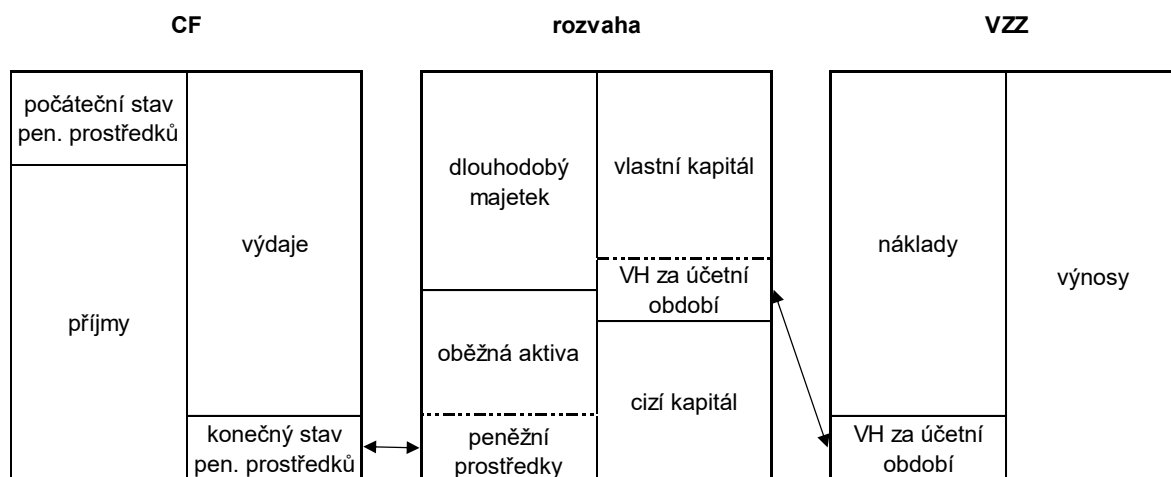 CF
rozvaha
VZZ
počáteční stav
pen. prostředků
příjmy
výdaje
konečný stav
pen. prostředků
dlouhodobý
majetek
oběžná aktiva
peněžní
prostředky
vlastní kapitál
VH za účetní
období
cizí kapitál
náklady
VH za účetní
období
výnosy